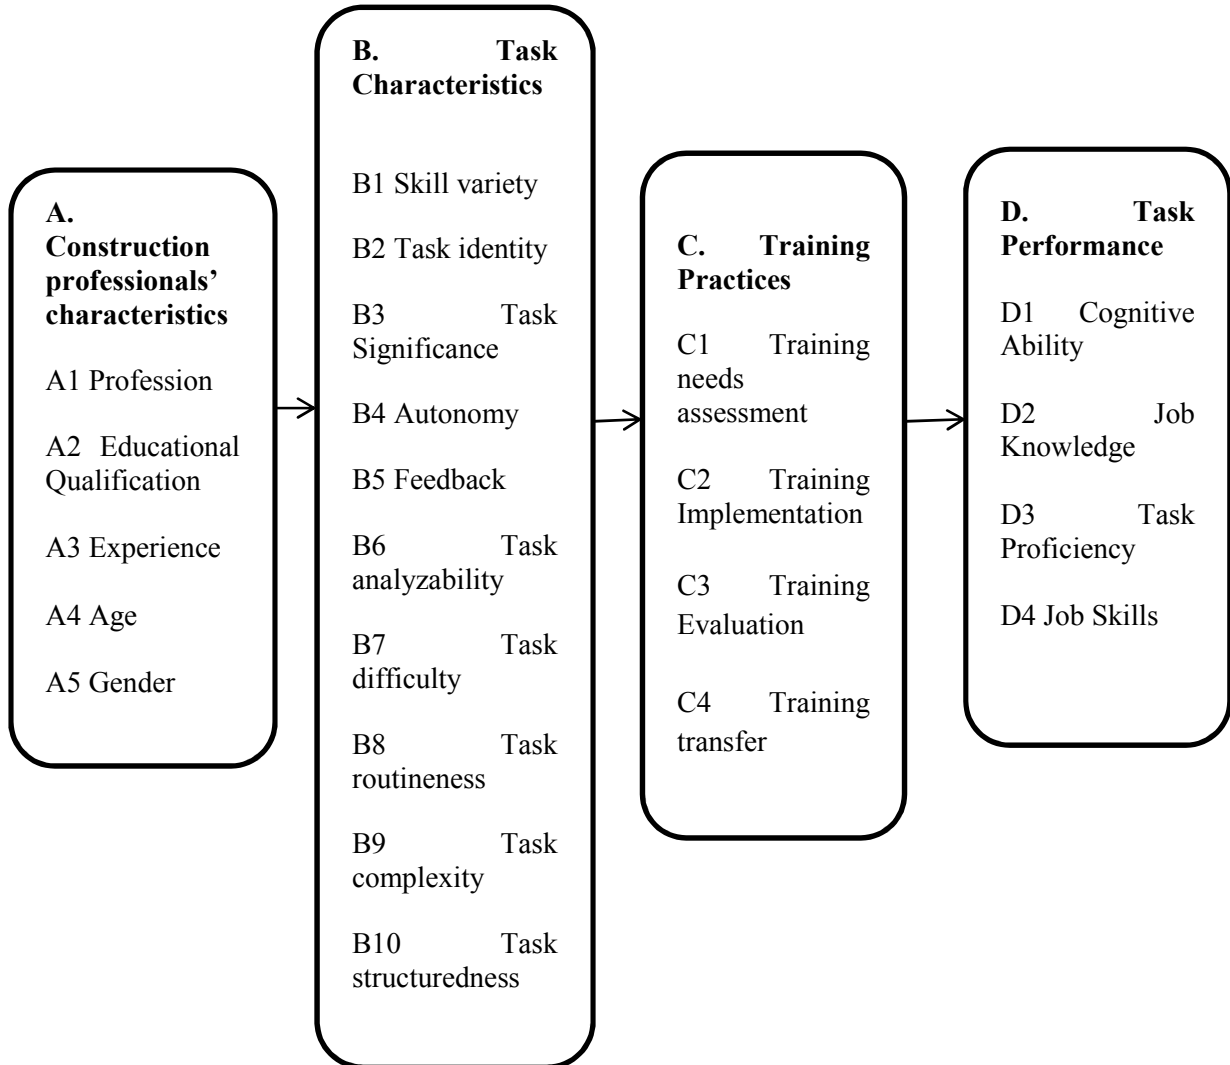 A.
Construction
professionals’
characteristics
A1 Profession
A2 Educational
Qualification
A3 Experience
A4 Age
A5 Gender
B. Task
Characteristics
B1 Skill variety
B2 Task identity
B3 Task
Significance
B4 Autonomy
B5 Feedback
B6 Task
analyzability
B7 Task
difficulty
B8 Task
routineness
B9 Task
complexity
B10 Task
structuredness
C. Training
Practices
C1 Training
needs
assessment
C2 Training
Implementation
C3 Training
Evaluation
C4 Training
transfer
D. Task
Performance
D1 Cognitive
Ability
D2 Job
Knowledge
D3 Task
Proficiency
D4 Job Skills